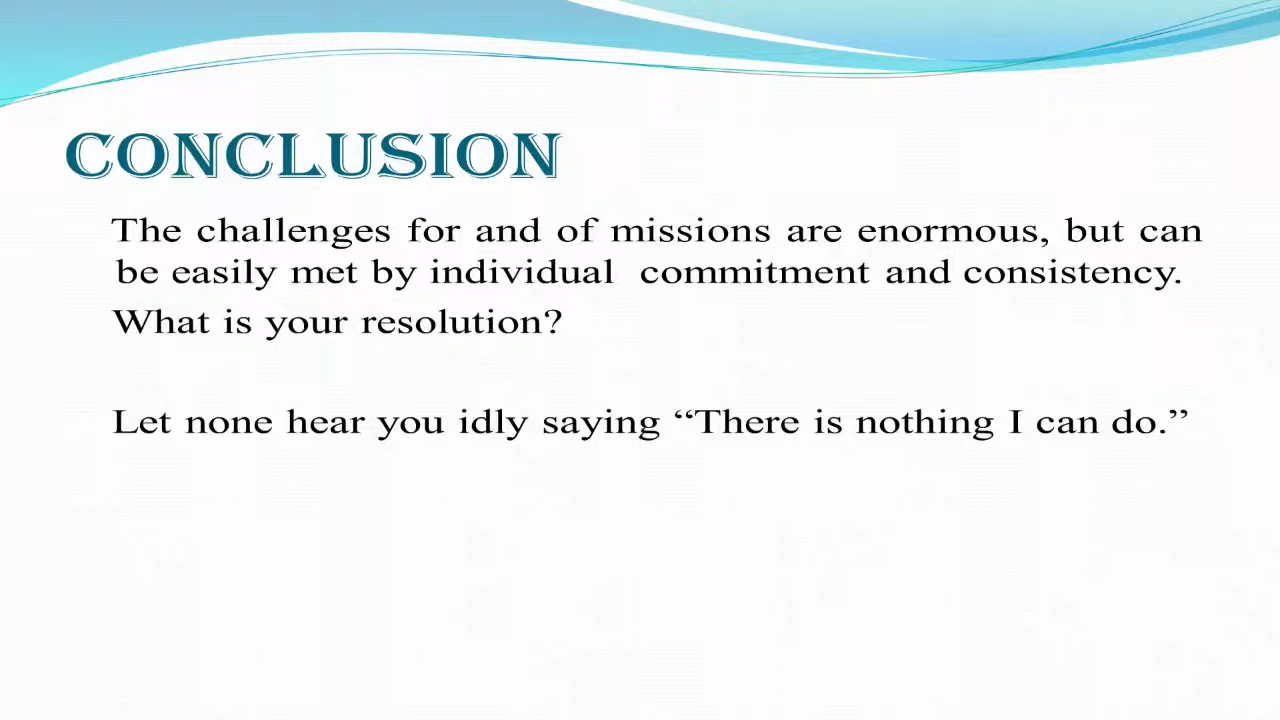 CONCLUSION
The challenges for and of missions are enormous, but can
be easily met by individual commitment and consistency.
What is your resolution?
Let none hear you idly saying “There is nothing I can do.”